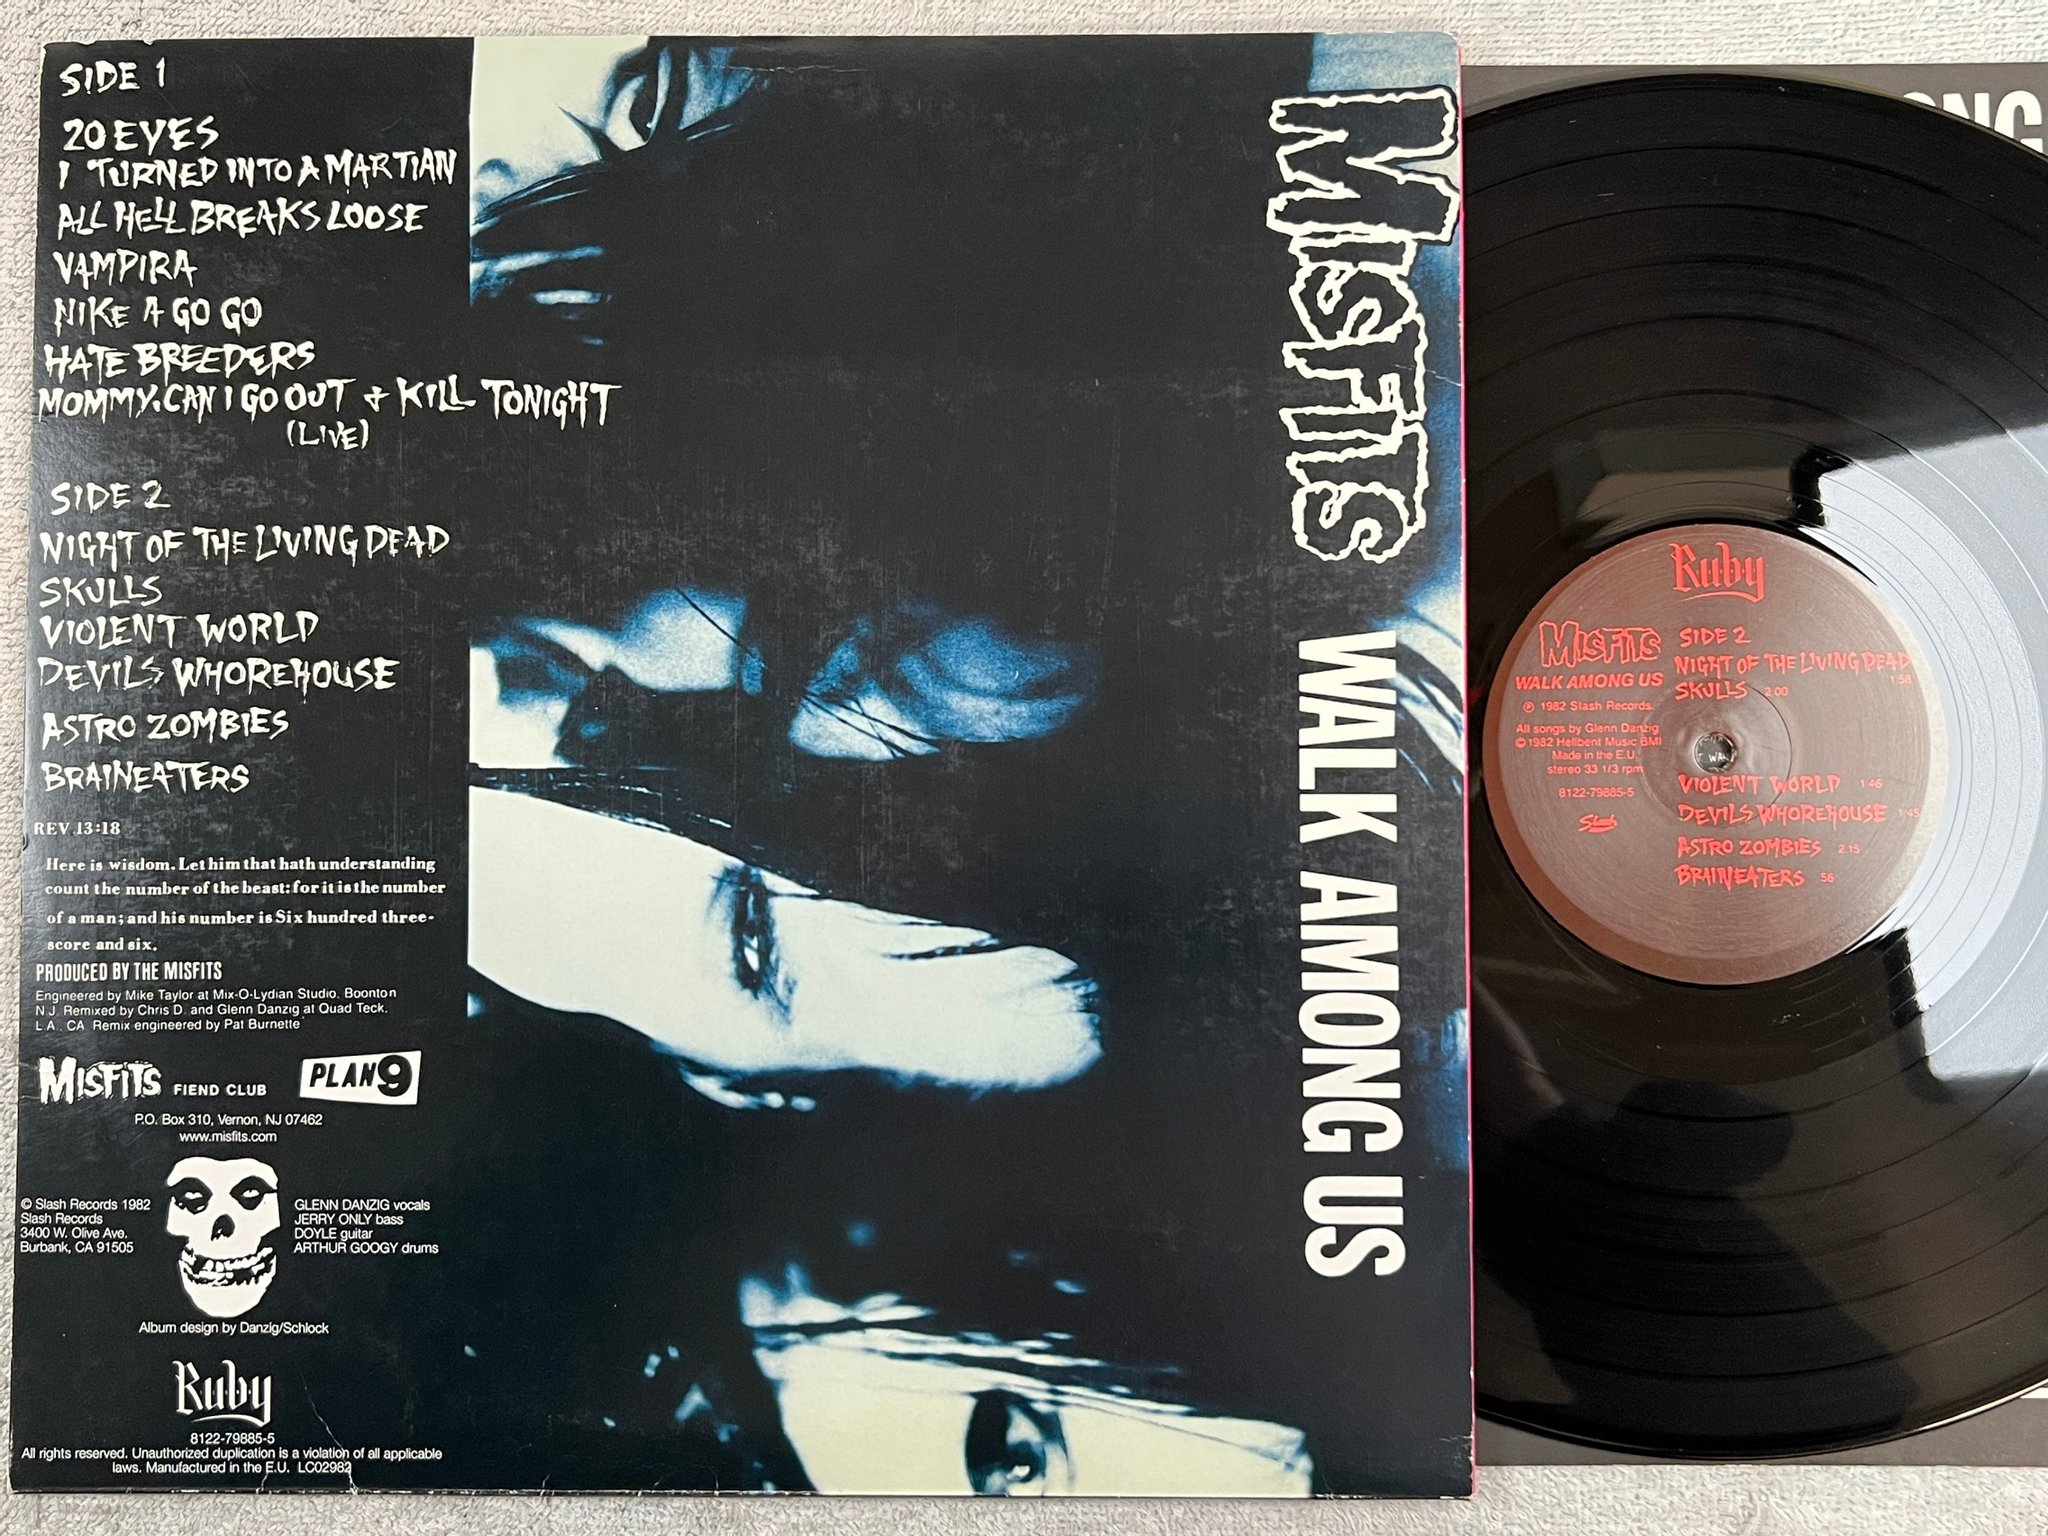 SIDE 1
20 EYES
I TURNED INTO A MARTIAN
ALL HELL BREAKS LOOSE
VAMPIRA
NIKE A GO GO
HATE BREEDERS
MOMMY, CAN I GO OUT + KILL TONIGHT
(LIVE)
SIDE 2
NIGHT OF THE LIVING DEAD
SKULLS
VIOLENT WORLD
DEVILS WHOREHOUSE
ASTRO ZOMBIES
BRAINEATERS
REV 13:18
Here is wisdom. Let him that hath understanding
count the number of the beast: for it is the number
of a man; and his number is Six hundred three-
score and six.
PRODUCED BY THE MISFITS
Engineered by Mike Taylor at Mix-O-Lydian Studio, Boonton
N.J. Remixed by Chris D. and Glenn Danzig at Quad Teck,
L.A., CA Remix engineered by Pat Burnette
MISFITS FIEND CLUB PLAN 9
P.O. Box 310, Vernon, NJ 07462
www.misfits.com
© Slash Records 1982
Slash Records
3400 W. Olive Ave.
Burbank, CA 91505
GLENN DANZIG vocals
JERRY ONLY bass
DOYLE guitar
ARTHUR GOOGY drums
Album design by Danzig/Schlock
Ruby
8122-79885-5
All rights reserved. Unauthorized duplication is a violation of all applicable
laws. Manufactured in the E.U. LC02982
MISFITS WALK AMONG US
ONG
Ruby
MISFITS
WALK AMONG US
℗ 1982 Slash Records
All songs by Glenn Danzig
© 1982 Hellbent Music BMI
Made in the E.U.
stereo 33 1/3 rpm
8122-79885-5
Slash
SIDE 2
NIGHT OF THE LIVING DEAD 1:58
SKULLS 2:00
VIOLENT WORLD 1:46
DEVILS WHOREHOUSE 1:45
ASTRO ZOMBIES 2:15
BRAINEATERS 56